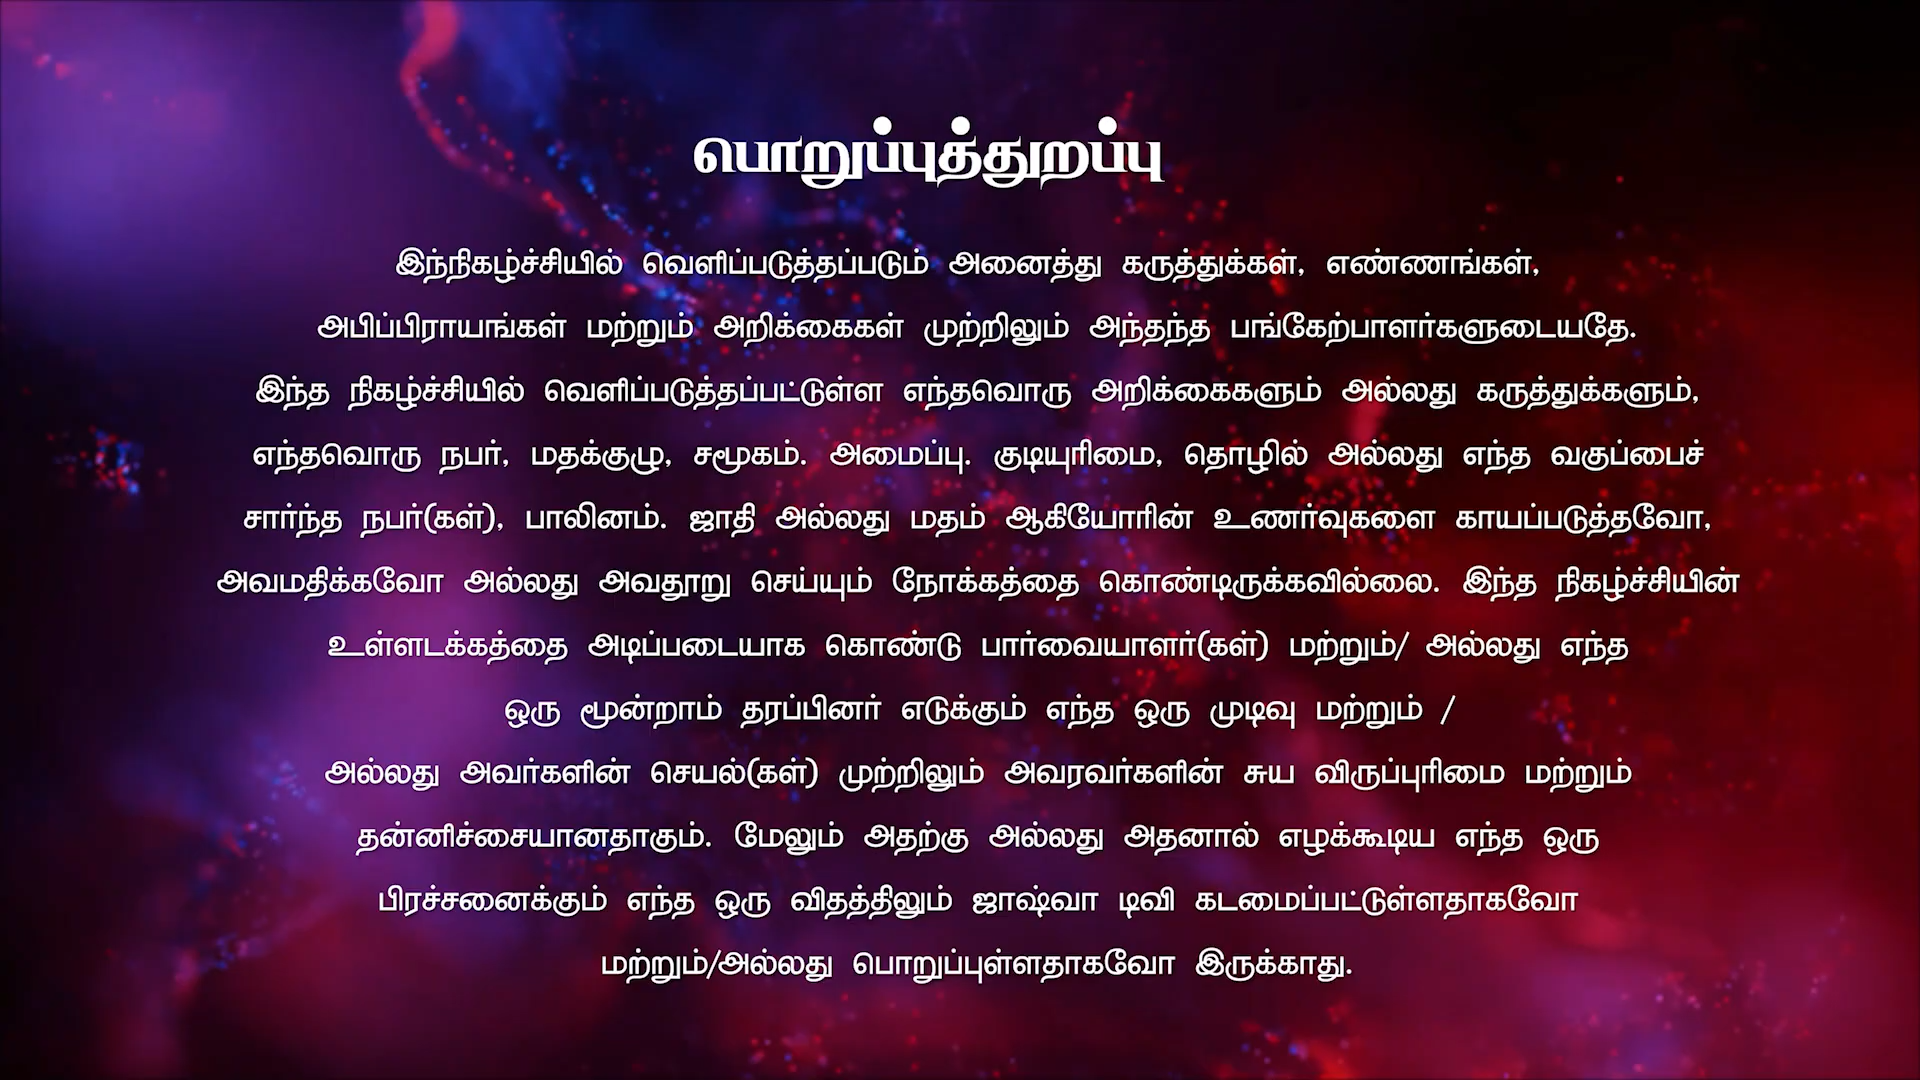 பொறுப்புத்துறப்பு
இந்நிகழ்ச்சியில் வெளிப்படுத்தப்படும் அனைத்து கருத்துக்கள், எண்ணங்கள்,
அபிப்பிராயங்கள் மற்றும் அறிக்கைகள் முற்றிலும் அந்தந்த பங்கேற்பாளர்களுடையதே.
இந்த நிகழ்ச்சியில் வெளிப்படுத்தப்பட்டுள்ள எந்தவொரு அறிக்கைகளும் அல்லது கருத்துக்களும்,
எந்தவொரு நபர், மதக்குழு, சமூகம். அமைப்பு. குடியுரிமை, தொழில் அல்லது எந்த வகுப்பைச்
சார்ந்த நபர்(கள்), பாலினம். ஜாதி அல்லது மதம் ஆகியோரின் உணர்வுகளை காயப்படுத்தவோ,
அவமதிக்கவோ அல்லது அவதூறு செய்யும் நோக்கத்தை கொண்டிருக்கவில்லை. இந்த நிகழ்ச்சியின்
உள்ளடக்கத்தை அடிப்படையாக கொண்டு பார்வையாளர்(கள்) மற்றும்/ அல்லது எந்த
ஒரு மூன்றாம் தரப்பினர் எடுக்கும் எந்த ஒரு முடிவு மற்றும் /
அல்லது அவர்களின் செயல்(கள்) முற்றிலும் அவரவர்களின் சுய விருப்புரிமை மற்றும்
தன்னிச்சையானதாகும். மேலும் அதற்கு அல்லது அதனால் எழக்கூடிய எந்த ஒரு
பிரச்சனைக்கும் எந்த ஒரு விதத்திலும் ஜாஷ்வா டிவி கடமைப்பட்டுள்ளதாகவோ
மற்றும்/அல்லது பொறுப்புள்ளதாகவோ இருக்காது.